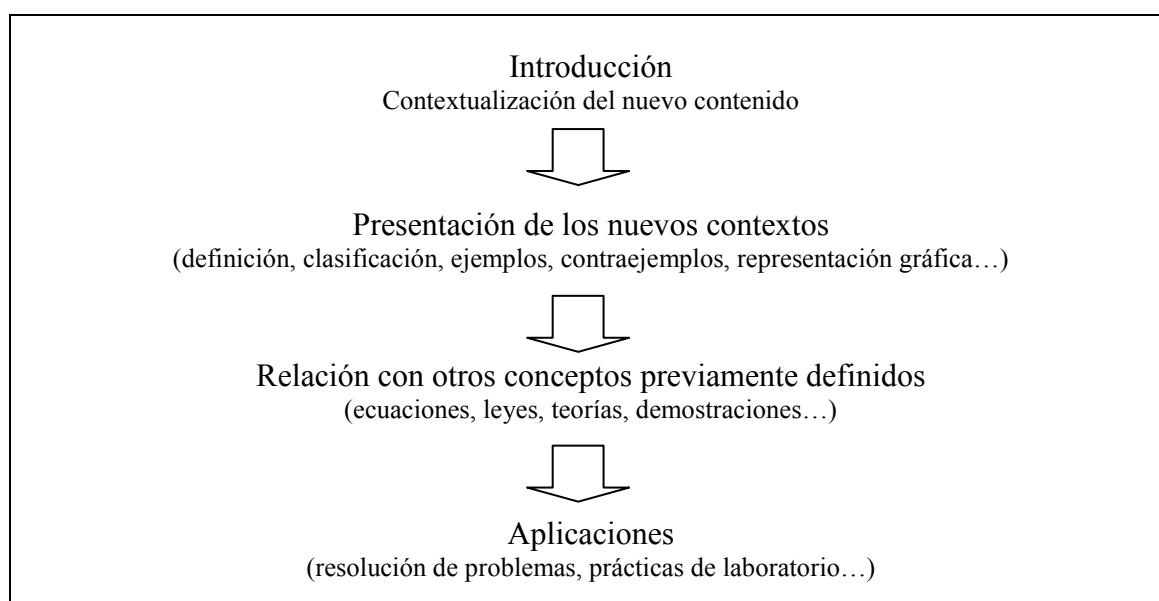 Introducción
Contextualización del nuevo contenido
Presentación de los nuevos contextos
(definición, clasificación, ejemplos, contraejemplos, representación gráfica…)
Relación con otros conceptos previamente definidos
(ecuaciones, leyes, teorías, demostraciones…)
Aplicaciones
(resolución de problemas, prácticas de laboratorio…)